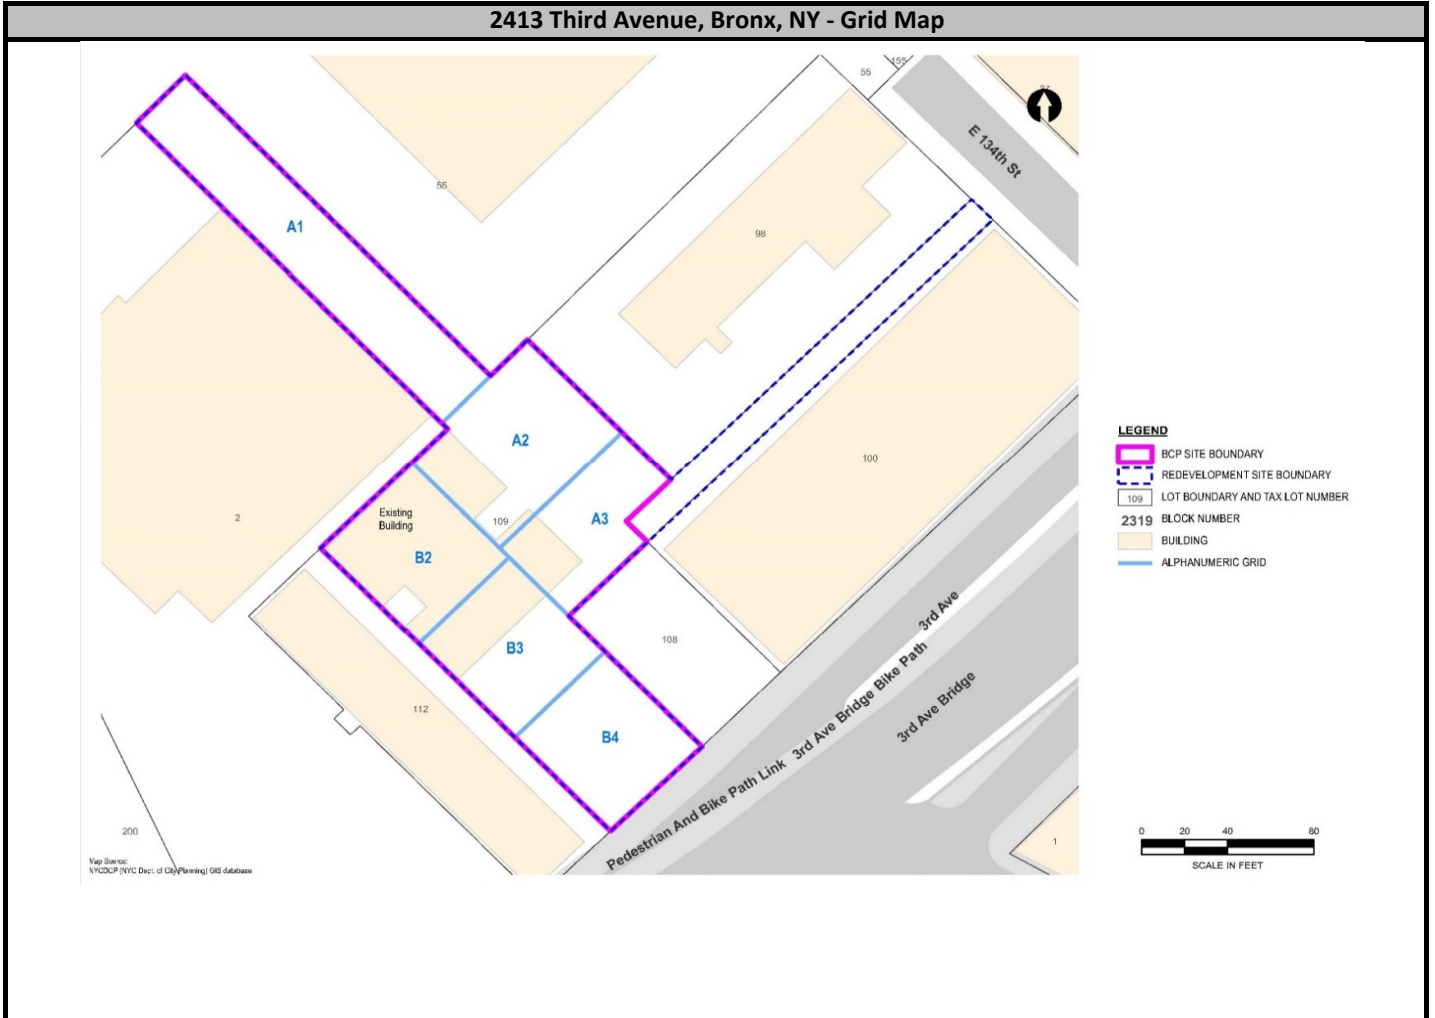 2413 Third Avenue, Bronx, NY - Grid Map
55
155
E 134th St
55
A1
98
A2
100
2
Existing
Building
109
A3
B2
B3
108
3rd Ave
112
B4
3rd Ave Bridge Bike Path
3rd Ave Bridge
Pedestrian And Bike Path Link
200
1
Map Source:
NYCDCP (NYC Dept. of City Planning) GIS database
LEGEND
BCP SITE BOUNDARY
REDEVELOPMENT SITE BOUNDARY
109 LOT BOUNDARY AND TAX LOT NUMBER
2319 BLOCK NUMBER
BUILDING
ALPHANUMERIC GRID
0 20 40 80
SCALE IN FEET